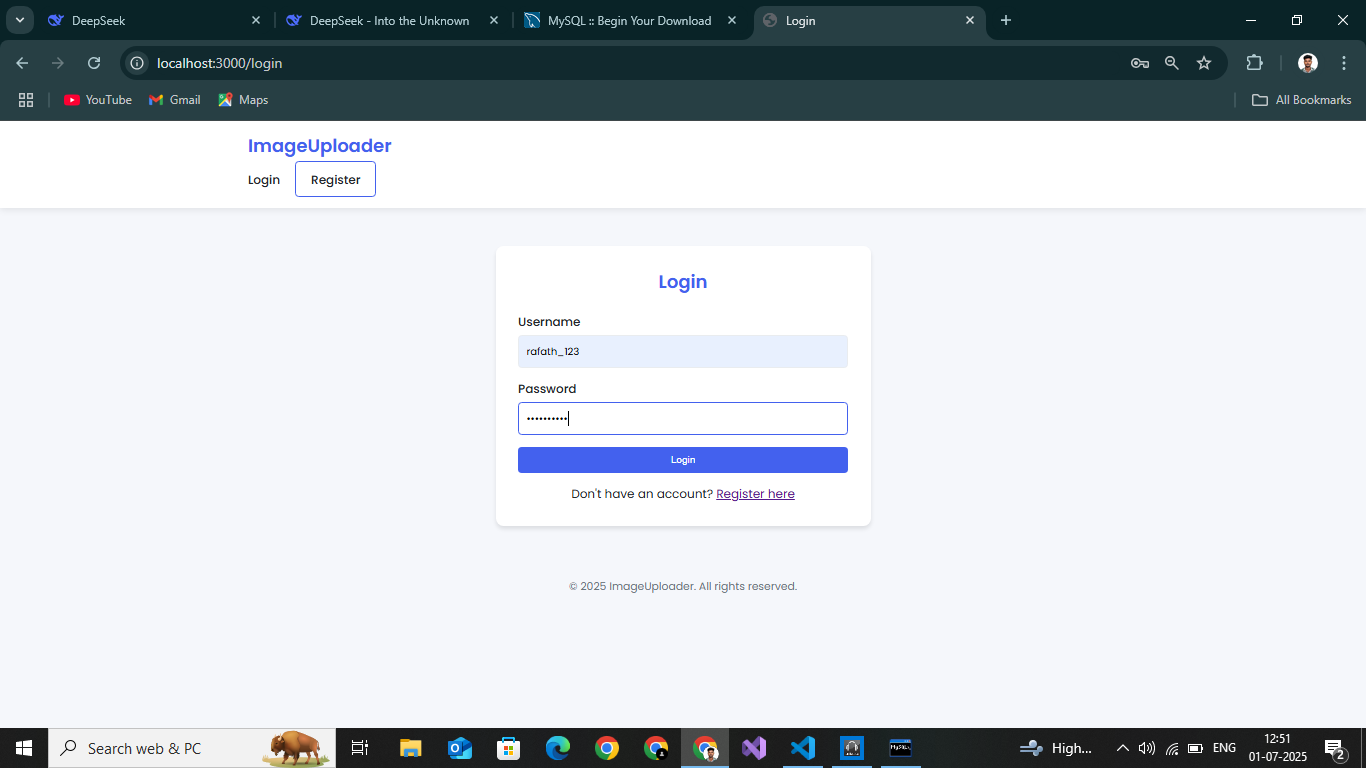 DeepSeek
DeepSeek - Into the Unknown
MySQL :: Begin Your Download
Login
localhost:3000/login
YouTube
Gmail
Maps
All Bookmarks
ImageUploader
Login
Register
Login
Username
rafath_123
Password
••••••••••
Login
Don't have an account? Register here
© 2025 ImageUploader. All rights reserved.
Search web & PC
MySQL
High...
ENG
12:51
01-07-2025
2